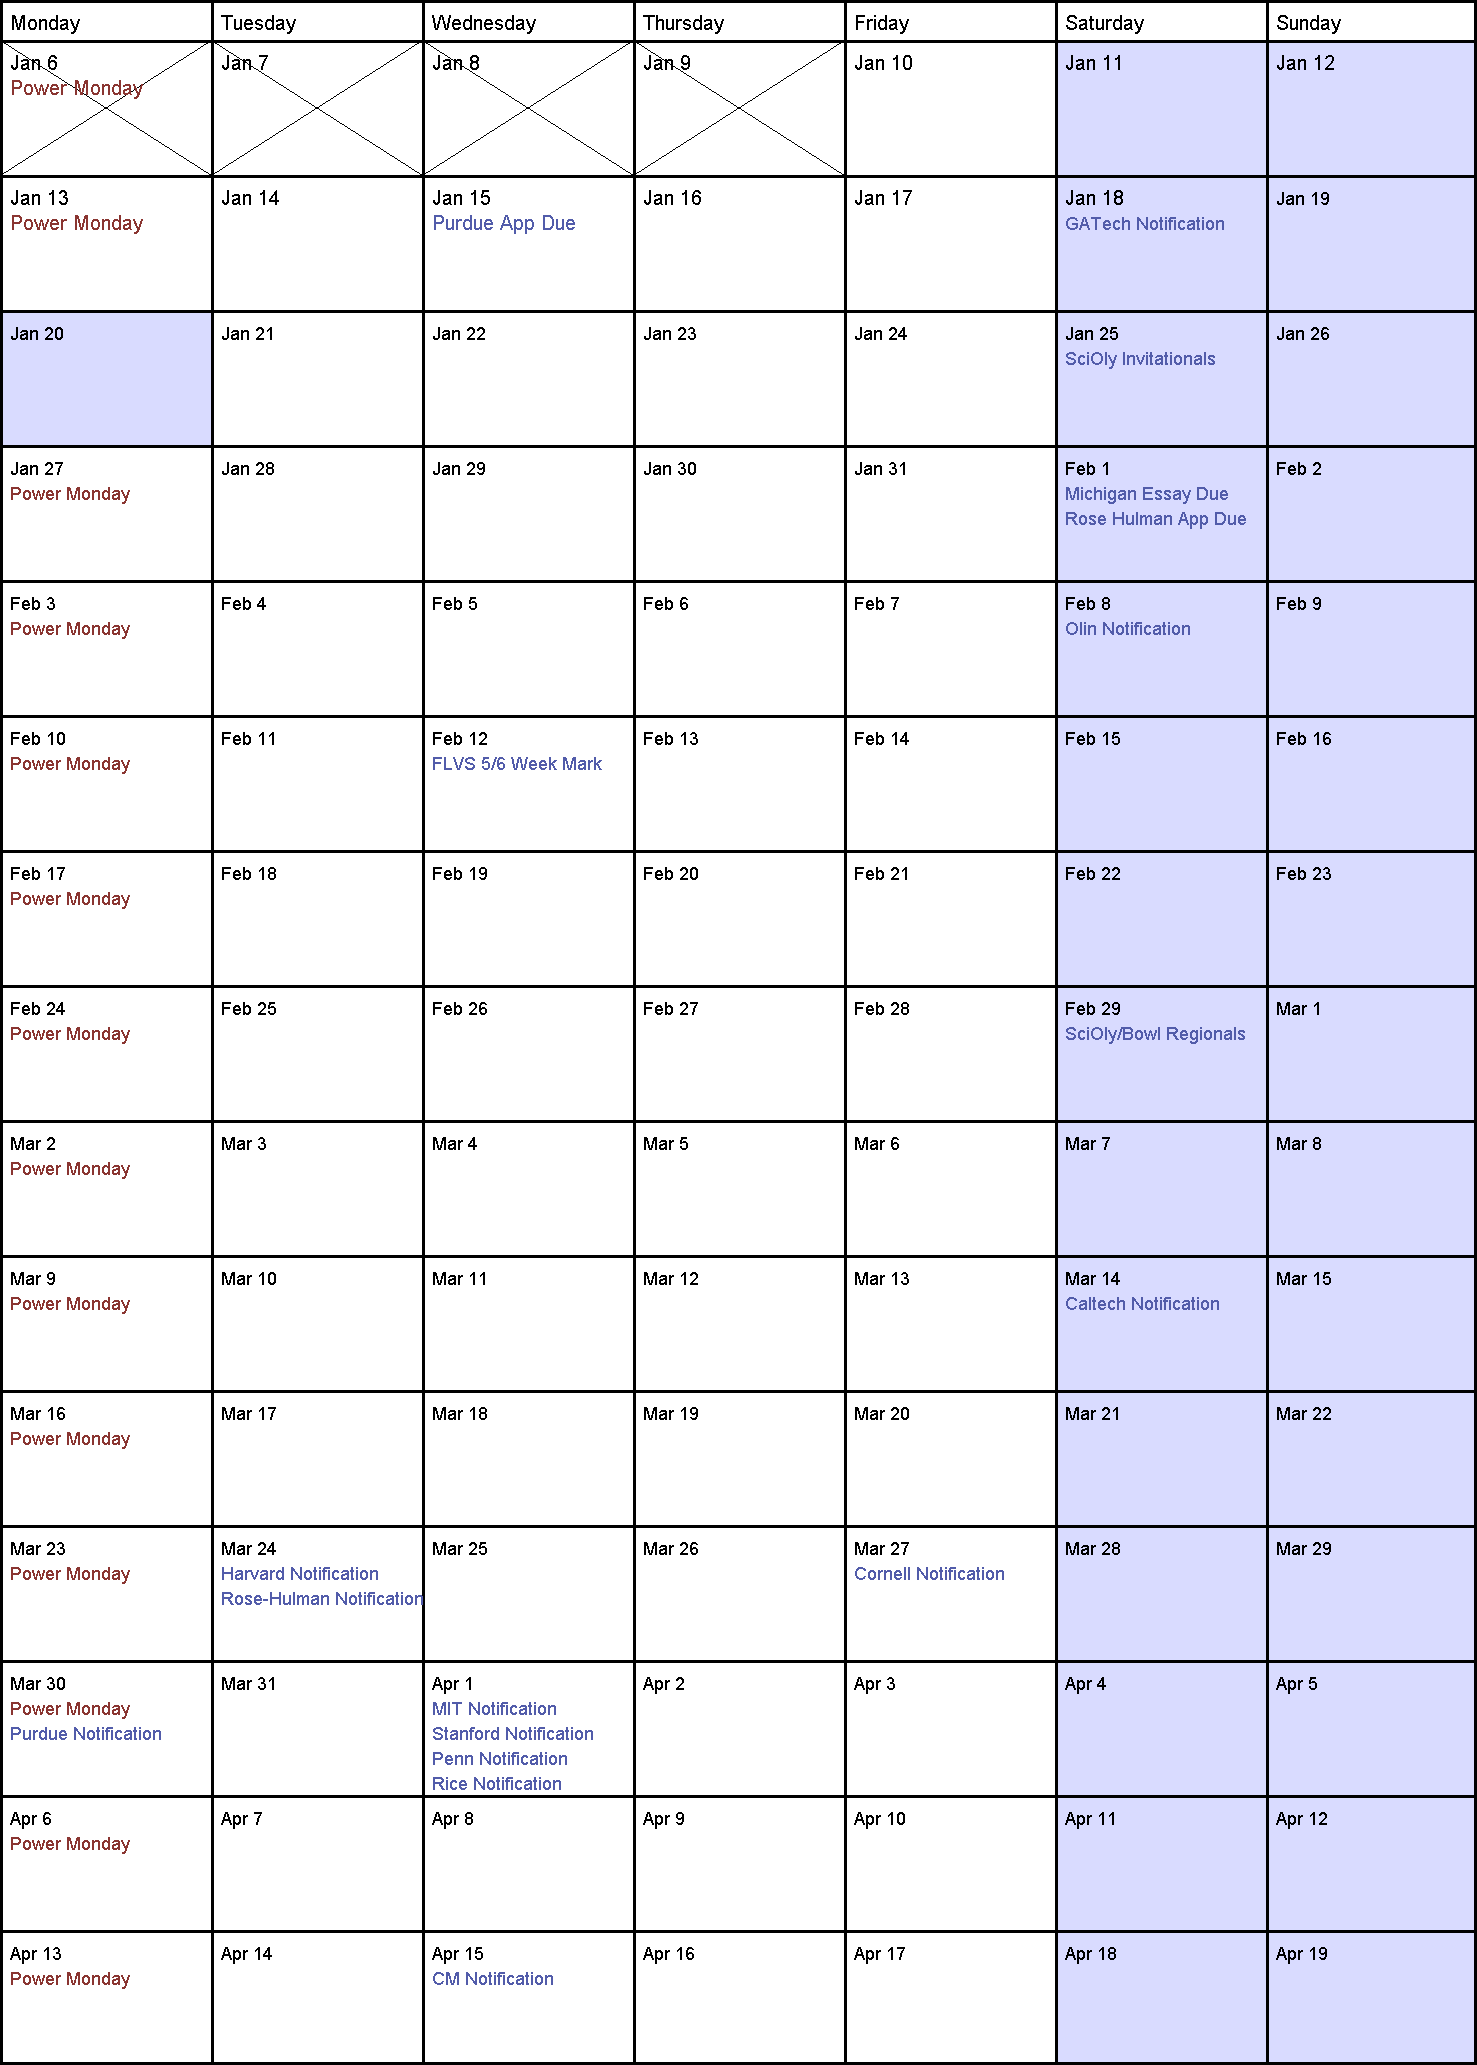 Monday Tuesday Wednesday Thursday Friday Saturday Sunday
Jan 6 Jan 7 Jan 8 Jan 9 Jan 10 Jan 11 Jan 12
Power Monday
Jan 13 Jan 14 Jan 15 Jan 16 Jan 17 Jan 18 Jan 19
Power Monday Purdue App Due GATech Notification
Jan 20 Jan 21 Jan 22 Jan 23 Jan 24 Jan 25 Jan 26
SciOly Invitationals
Jan 27 Jan 28 Jan 29 Jan 30 Jan 31 Feb 1 Feb 2
Power Monday Michigan Essay Due
Rose Hulman App Due
Feb 3 Feb 4 Feb 5 Feb 6 Feb 7 Feb 8 Feb 9
Power Monday Olin Notification
Feb 10 Feb 11 Feb 12 Feb 13 Feb 14 Feb 15 Feb 16
Power Monday FLVS 5/6 Week Mark
Feb 17 Feb 18 Feb 19 Feb 20 Feb 21 Feb 22 Feb 23
Power Monday
Feb 24 Feb 25 Feb 26 Feb 27 Feb 28 Feb 29 Mar 1
Power Monday SciOly/Bowl Regionals
Mar 2 Mar 3 Mar 4 Mar 5 Mar 6 Mar 7 Mar 8
Power Monday
Mar 9 Mar 10 Mar 11 Mar 12 Mar 13 Mar 14 Mar 15
Power Monday Caltech Notification
Mar 16 Mar 17 Mar 18 Mar 19 Mar 20 Mar 21 Mar 22
Power Monday
Mar 23 Mar 24 Mar 25 Mar 26 Mar 27 Mar 28 Mar 29
Power Monday Harvard Notification Cornell Notification
Rose-Hulman Notification
Mar 30 Mar 31 Apr 1 Apr 2 Apr 3 Apr 4 Apr 5
Power Monday MIT Notification
Purdue Notification Stanford Notification
Penn Notification
Rice Notification
Apr 6 Apr 7 Apr 8 Apr 9 Apr 10 Apr 11 Apr 12
Power Monday
Apr 13 Apr 14 Apr 15 Apr 16 Apr 17 Apr 18 Apr 19
Power Monday CM Notification